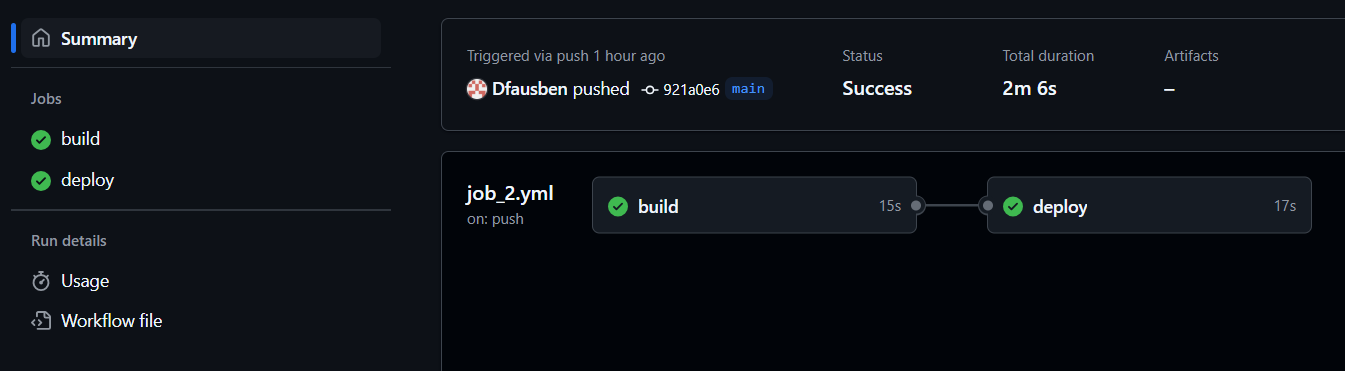 Summary
Jobs
build
deploy
Run details
Usage
Workflow file
Triggered via push 1 hour ago
Dfausben pushed 921a0e6 main
Status
Success
Total duration
2m 6s
Artifacts
–
job_2.yml
on: push
build 15s
deploy 17s